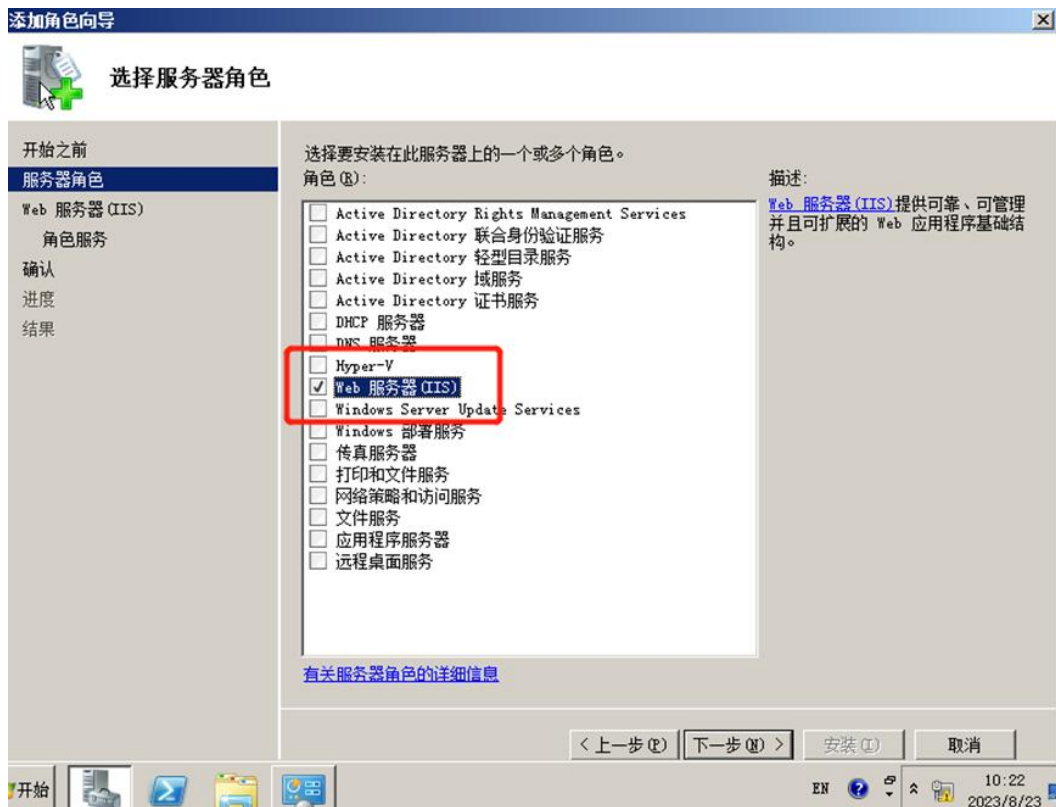 添加角色向导
选择服务器角色
开始之前
服务器角色
Web 服务器(IIS)
角色服务
确认
进度
结果
选择要安装在此服务器上的一个或多个角色。
角色(R):
Active Directory Rights Management Services
Active Directory 联合身份验证服务
Active Directory 轻型目录服务
Active Directory 域服务
Active Directory 证书服务
DHCP 服务器
DNS 服务器
Hyper-V
Web 服务器(IIS)
Windows Server Update Services
Windows 部署服务
传真服务器
打印和文件服务
网络策略和访问服务
文件服务
应用程序服务器
远程桌面服务
有关服务器角色的详细信息
描述:
Web 服务器(IIS)提供可靠、可管理
并且可扩展的 Web 应用程序基础结
构。
< 上一步(P)
下一步(N) >
安装(I)
取消
开始
EN
10:22
2023/8/23